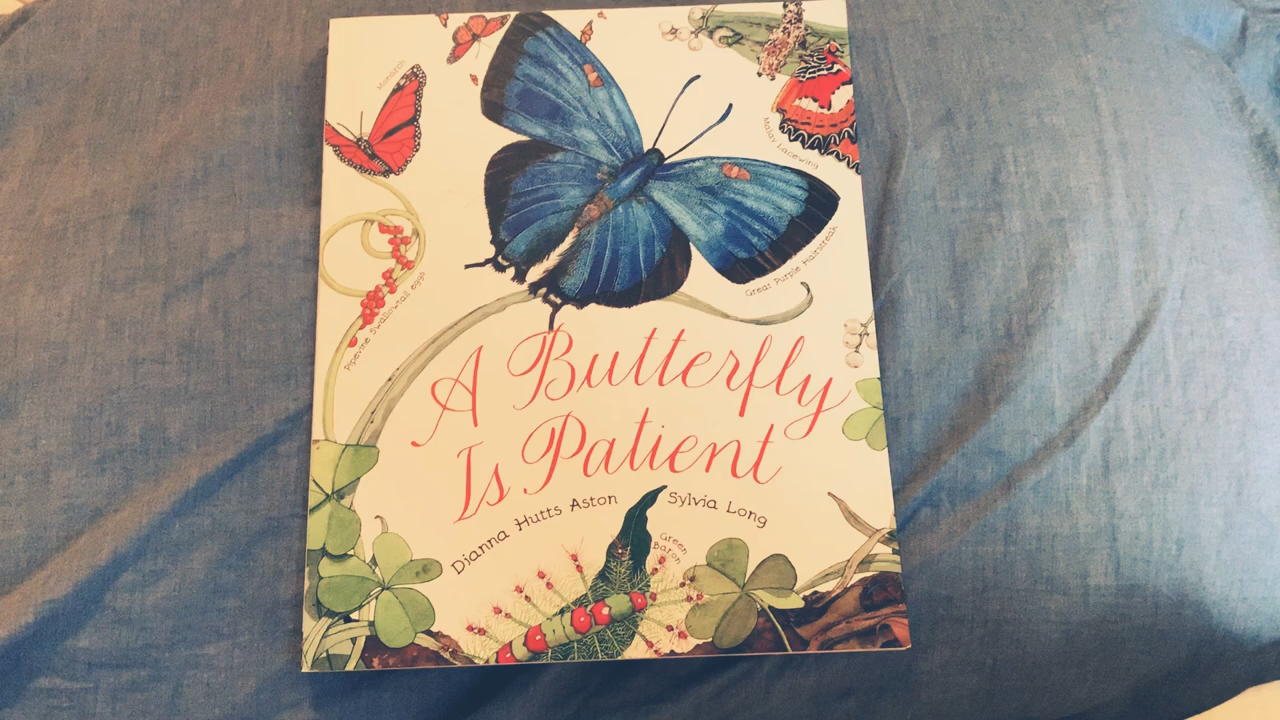 Monarch
Malay Lacewing
Great Purple Hairstreak
Pipevine Swallowtail eggs
A Butterfly
Is Patient
Dianna Hutts Aston
Sylvia Long
Green
Baron